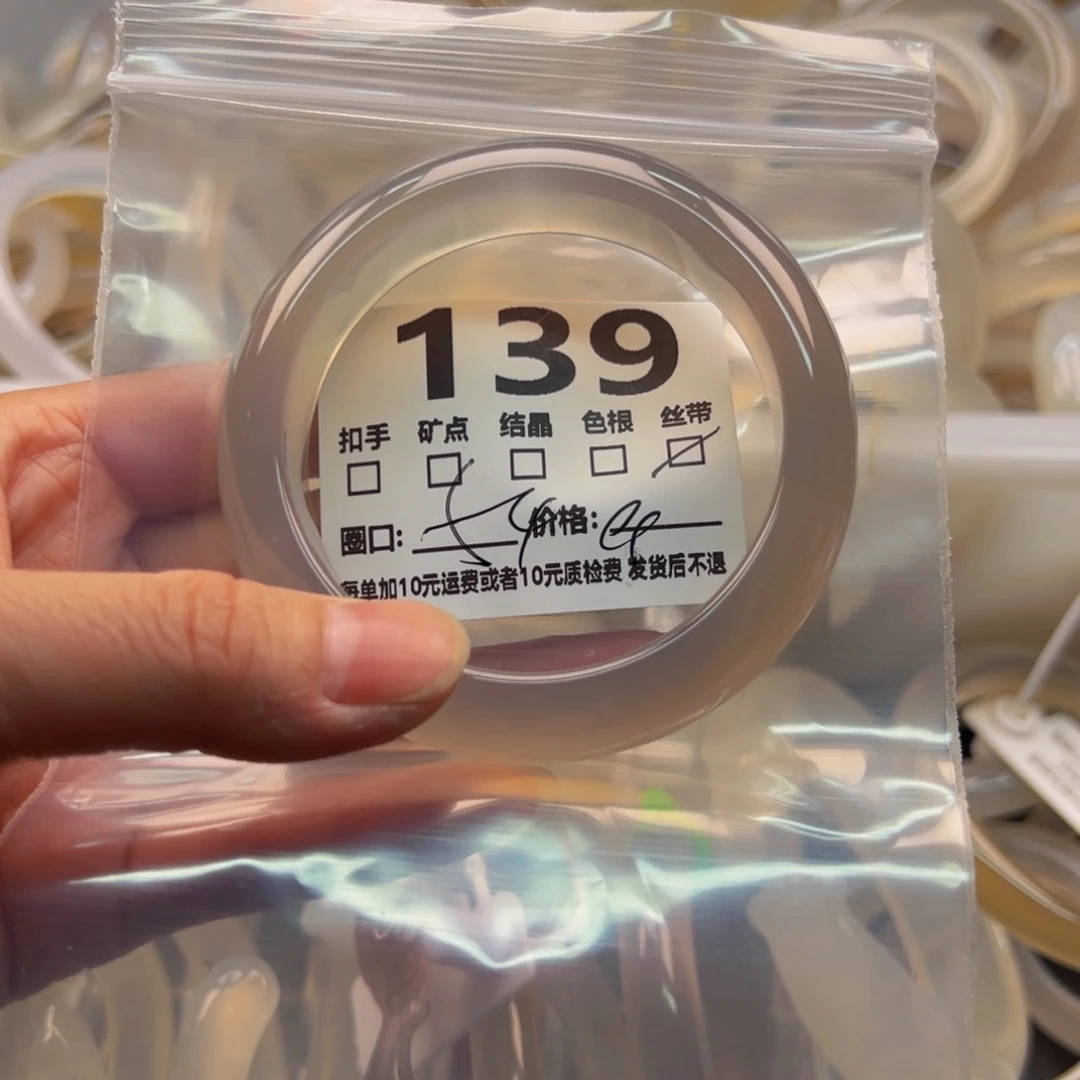 139
扣手 矿点 结晶 色根 丝带
圈口: 价格:
每单加10元运费或者10元质检费 发货后不退